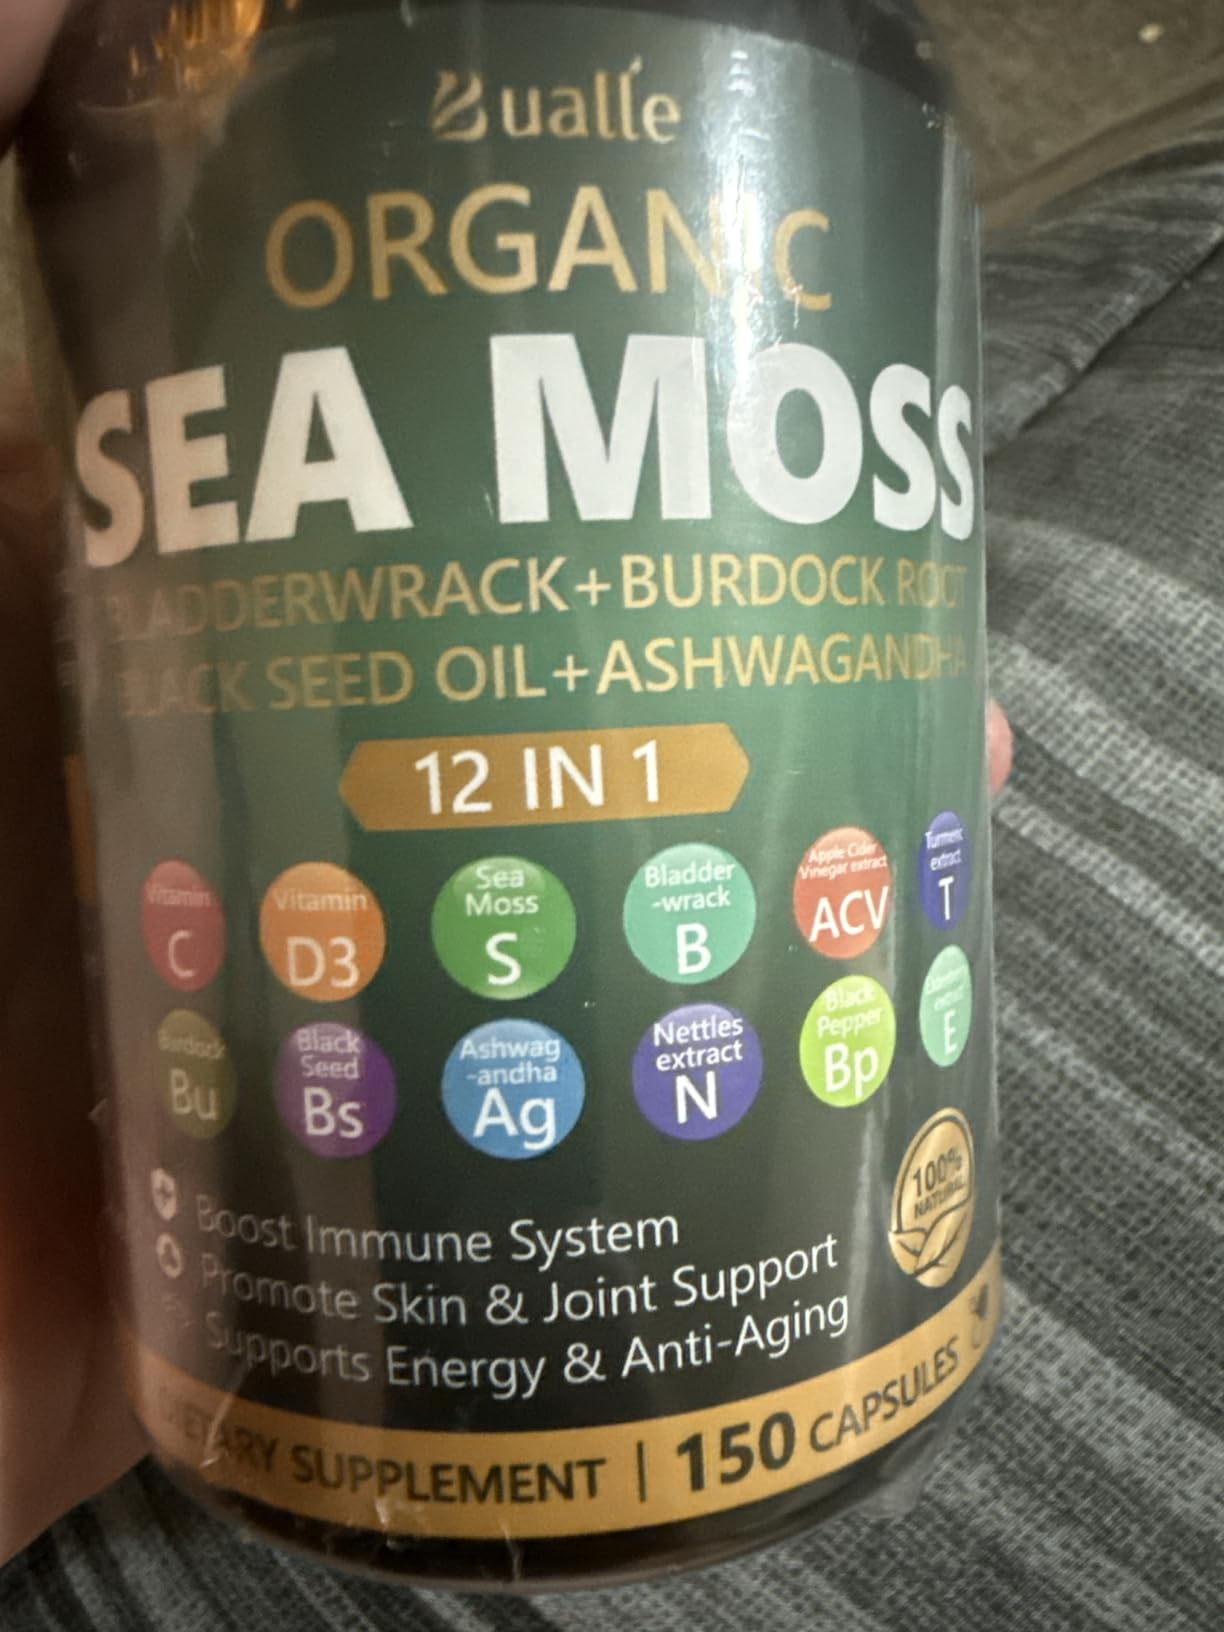 Bualle
ORGANIC
SEA MOSS
BLADDERWRACK+BURDOCK ROOT
BLACK SEED OIL+ASHWAGANDHA
12 IN 1
Vitamins C
Vitamin D3
Sea Moss S
Bladder-wrack B
Apple Cider Vinegar extract ACV
Turmeric extract T
Burdock Bu
Black Seed Bs
Ashwag-andha Ag
Nettles extract N
Black Pepper Bp
extract E
100% NATURAL
Boost Immune System
Promote Skin & Joint Support
Supports Energy & Anti-Aging
DIETARY SUPPLEMENT | 150 CAPSULES